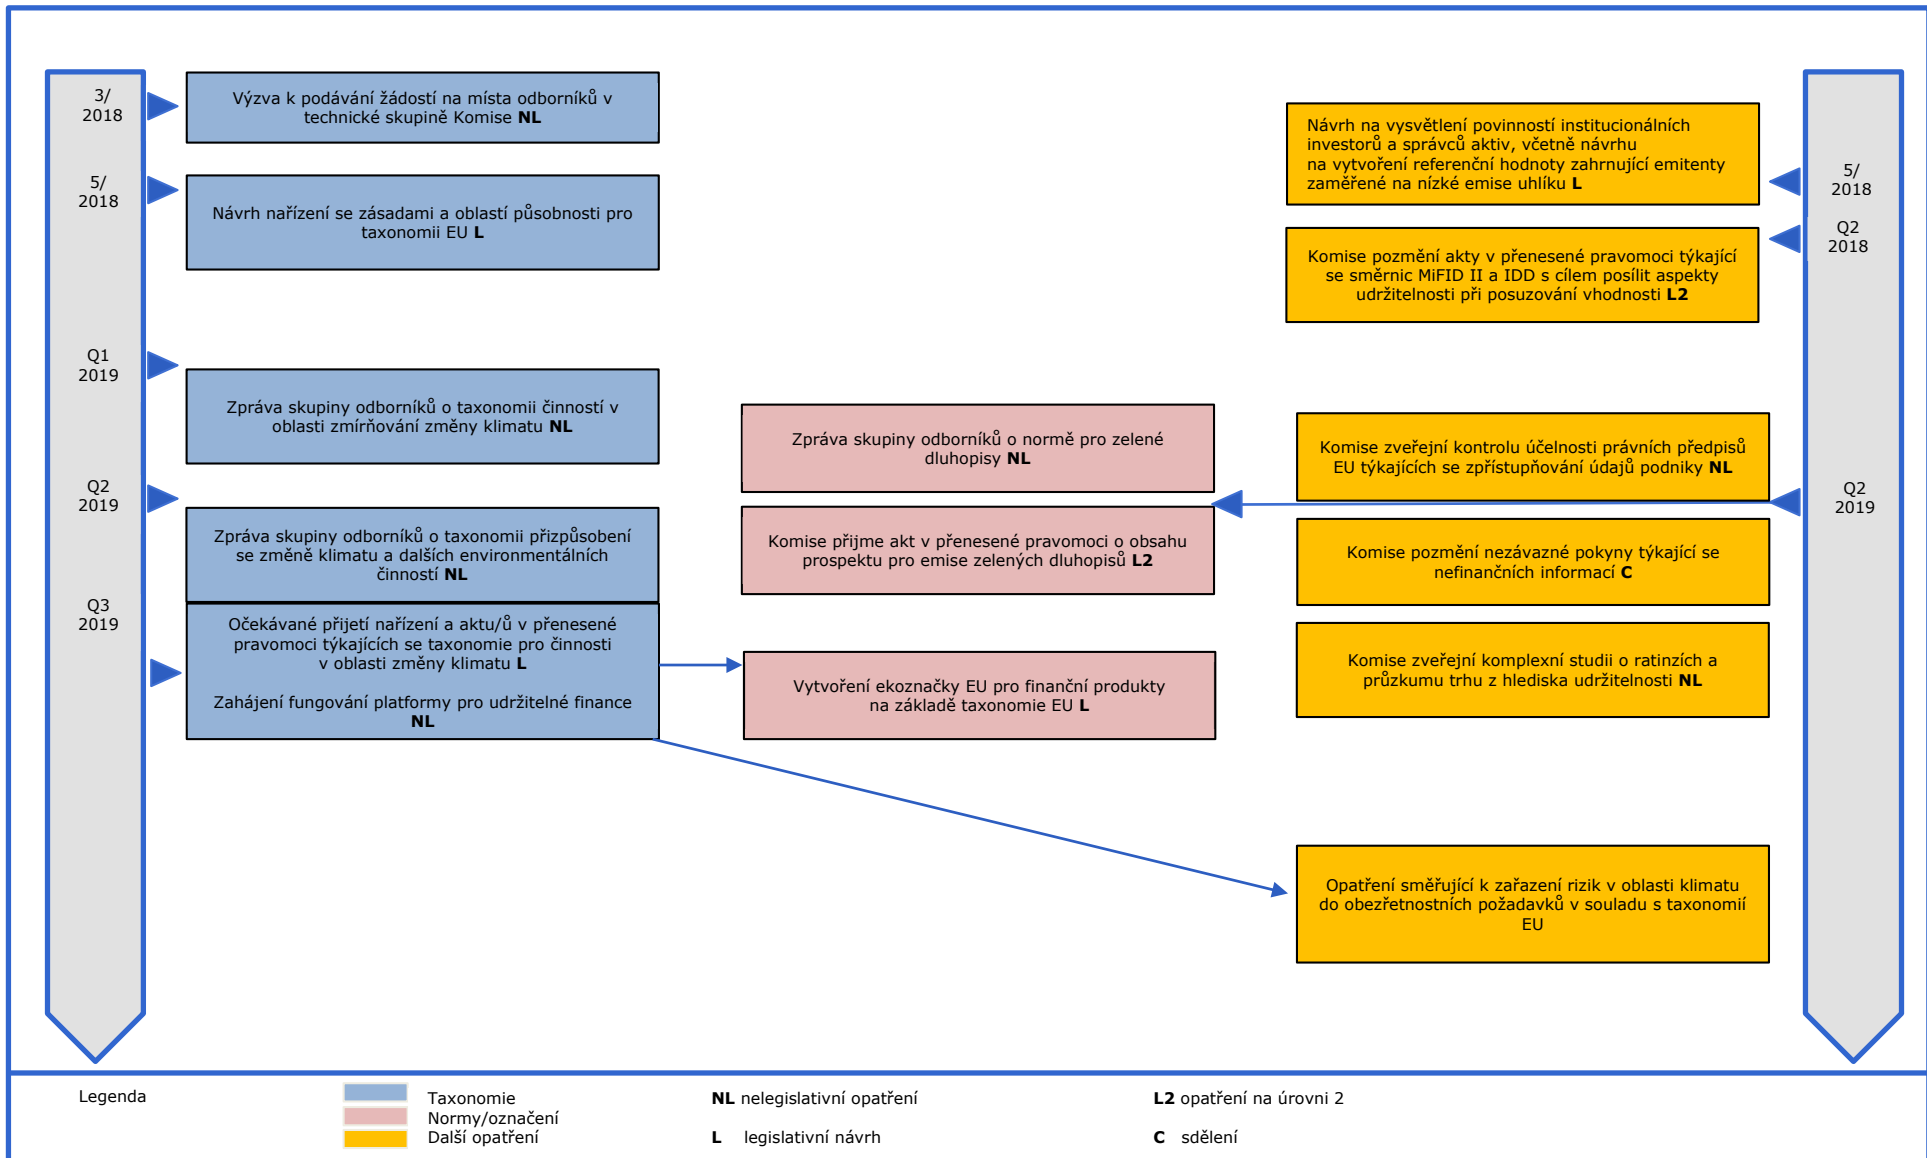 3/
2018
Výzva k podávání žádostí na místa odborníků v
technické skupině Komise NL
5/
2018
Návrh nařízení se zásadami a oblastí působnosti pro
taxonomii EU L
Q1
2019
Zpráva skupiny odborníků o taxonomii činností v
oblasti zmírňování změny klimatu NL
Q2
2019
Zpráva skupiny odborníků o taxonomii přizpůsobení
se změně klimatu a dalších environmentálních
činností NL
Q3
2019
Očekávané přijetí nařízení a aktu/ů v přenesené
pravomoci týkajících se taxonomie pro činnosti
v oblasti změny klimatu L
Zahájení fungování platformy pro udržitelné finance
NL
Zpráva skupiny odborníků o normě pro zelené
dluhopisy NL
Komise přijme akt v přenesené pravomoci o obsahu
prospektu pro emise zelených dluhopisů L2
Vytvoření ekoznačky EU pro finanční produkty
na základě taxonomie EU L
Návrh na vysvětlení povinností institucionálních
investorů a správců aktiv, včetně návrhu
na vytvoření referenční hodnoty zahrnující emitenty
zaměřené na nízké emise uhlíku L
5/
2018
Komise pozmění akty v přenesené pravomoci týkající
se směrnic MiFID II a IDD s cílem posílit aspekty
udržitelnosti při posuzování vhodnosti L2
Q2
2018
Komise zveřejní kontrolu účelnosti právních předpisů
EU týkajících se zpřístupňování údajů podniky NL
Q2
2019
Komise pozmění nezávazné pokyny týkající se
nefinančních informací C
Komise zveřejní komplexní studii o ratinzích a
průzkumu trhu z hlediska udržitelnosti NL
Opatření směřující k zařazení rizik v oblasti klimatu
do obezřetnostních požadavků v souladu s taxonomií
EU
Legenda
Taxonomie
Normy/označení
Další opatření
NL nelegislativní opatření
L legislativní návrh
L2 opatření na úrovni 2
C sdělení